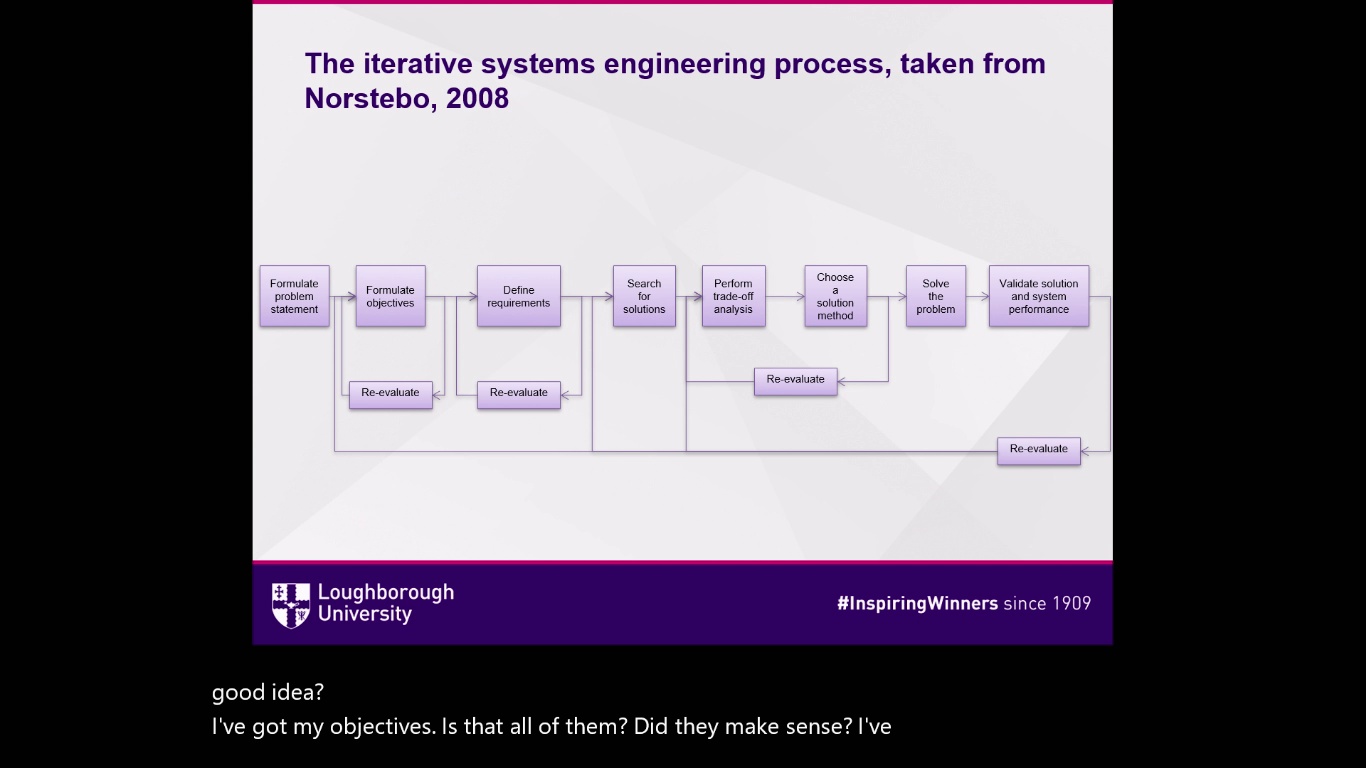 The iterative systems engineering process, taken from
Norstebo, 2008
Formulate
problem
statement
Formulate
objectives
Define
requirements
Search
for
solutions
Perform
trade-off
analysis
Choose
a
solution
method
Solve
the
problem
Validate solution
and system
performance
Re-evaluate
Re-evaluate
Re-evaluate
Re-evaluate
Loughborough
University
#InspiringWinners since 1909
good idea?
I've got my objectives. Is that all of them? Did they make sense? I've